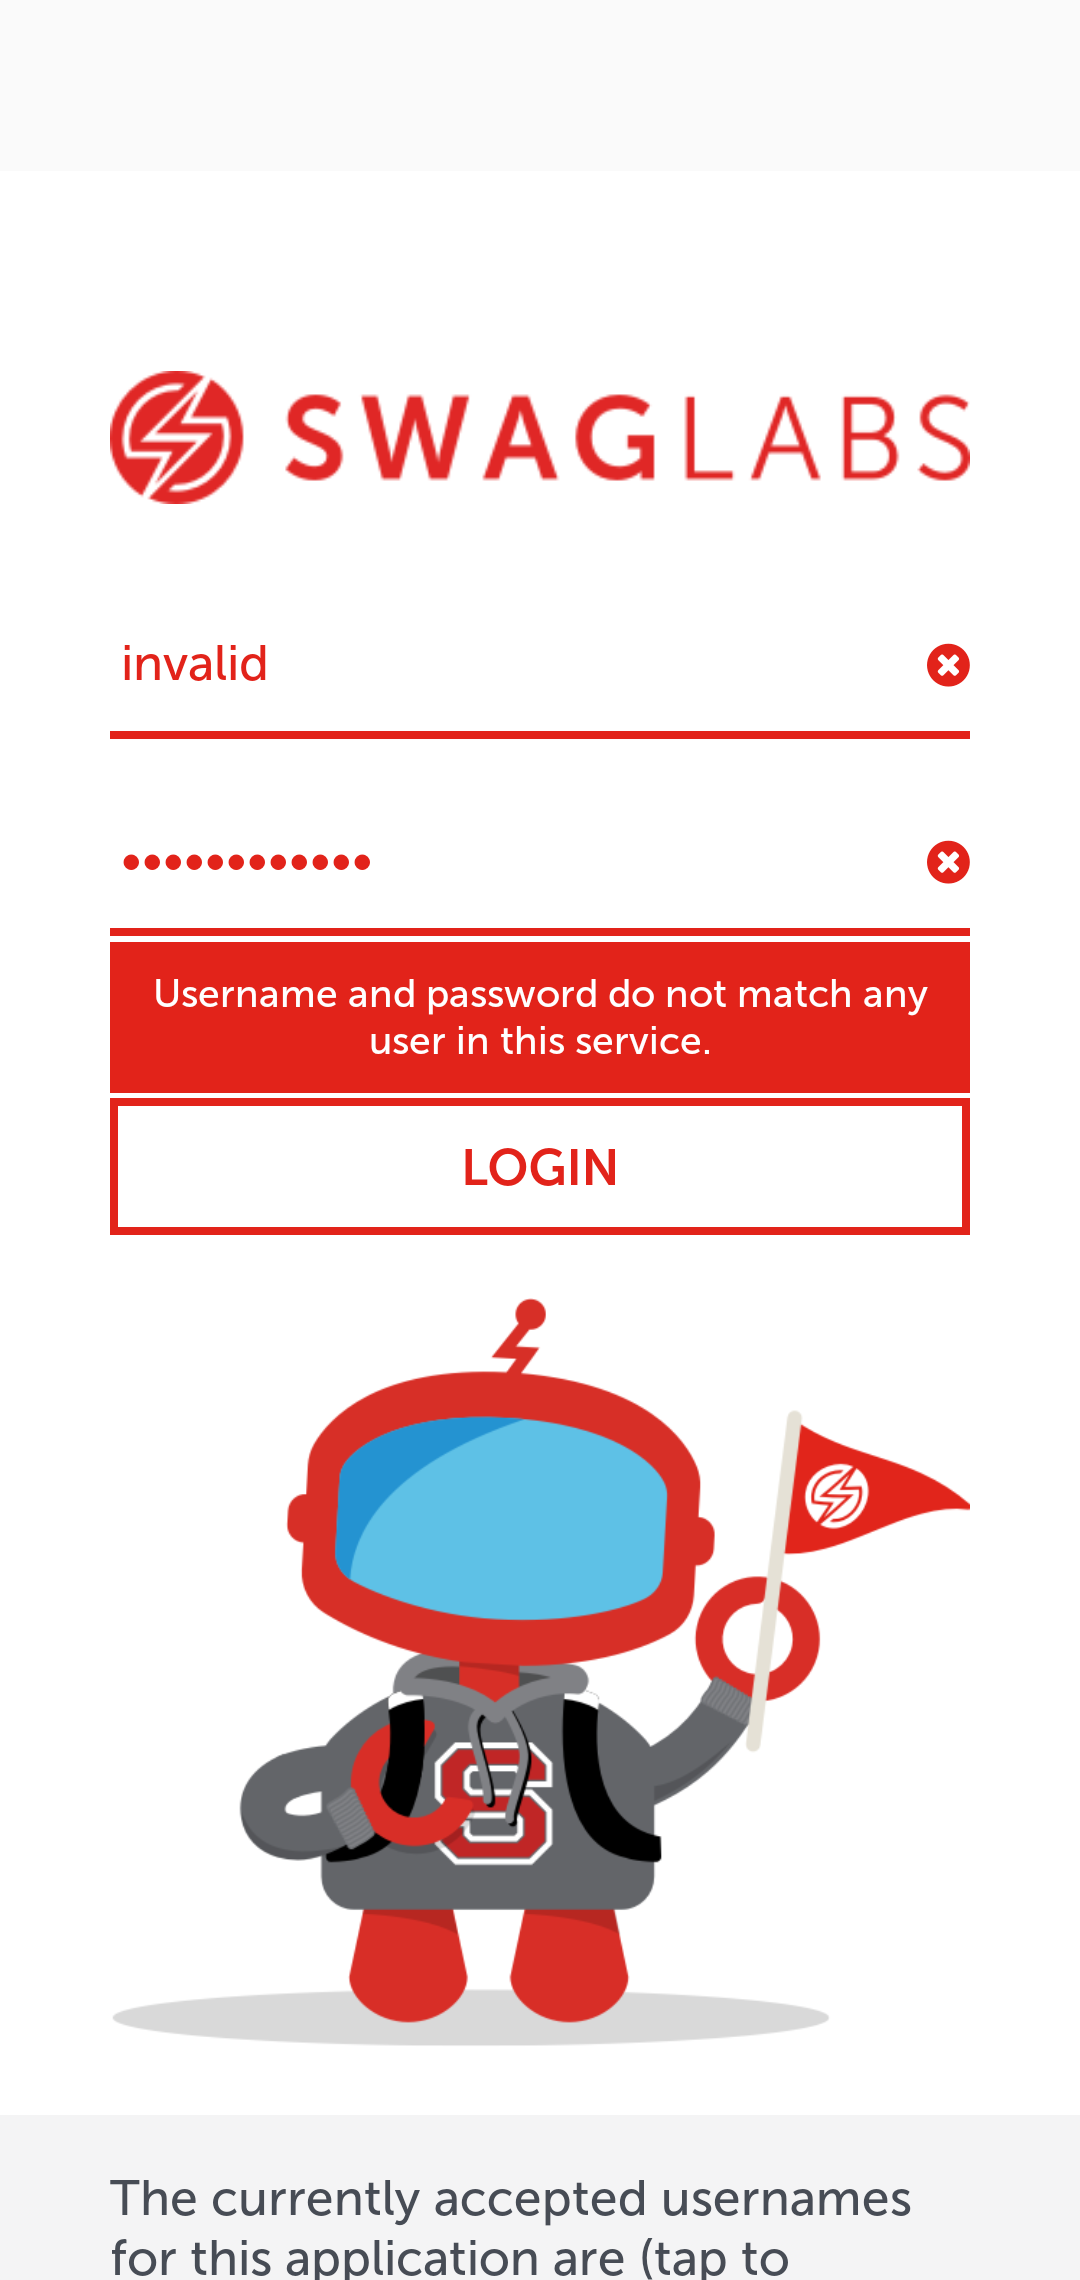 SWAGLABS
invalid
••••••••••••
Username and password do not match any
user in this service.
LOGIN
S
The currently accepted usernames
for this application are (tap to